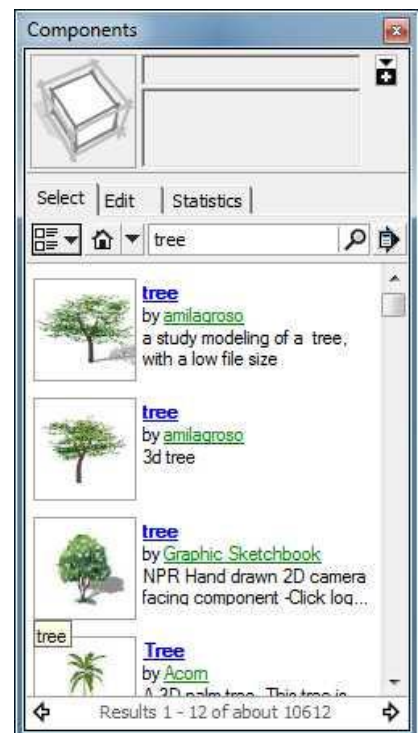 Components
Select Edit Statistics
tree
tree
by amilagroso
a study modeling of a tree,
with a low file size
tree
by amilagroso
3d tree
tree
by Graphic Sketchbook
NPR Hand drawn 2D camera
facing component -Click log...
tree
Tree
by Acorn
A 3D palm tree. This tree is
Results 1 - 12 of about 10612